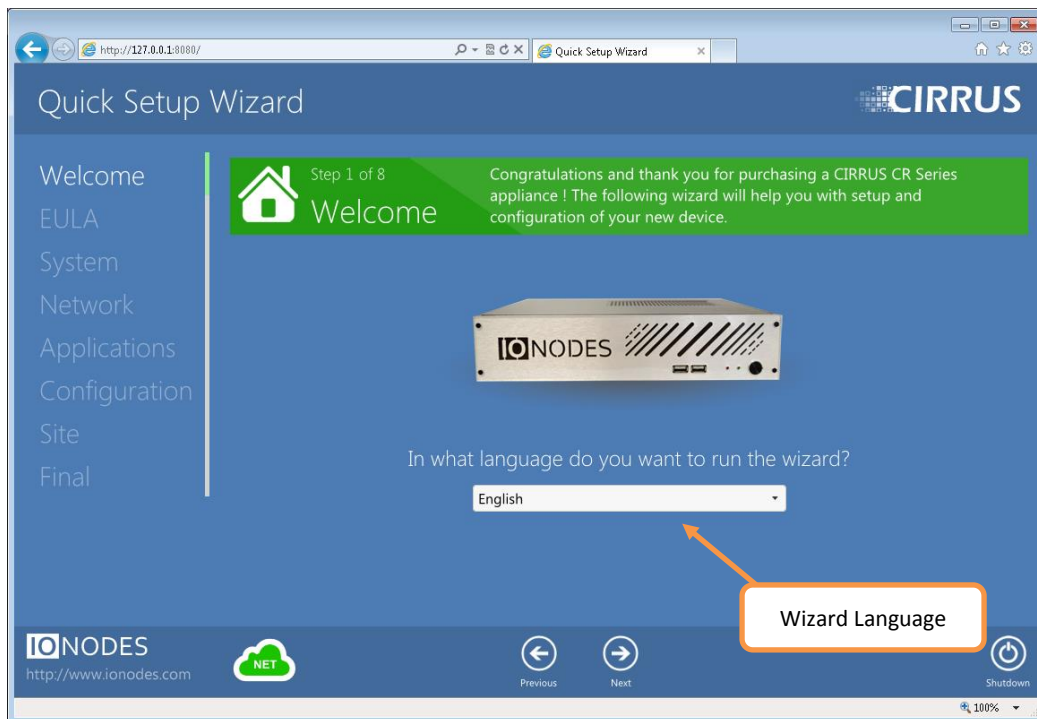 http://127.0.0.1:8080/
Quick Setup Wizard
Quick Setup Wizard
CIRRUS
Welcome
EULA
System
Network
Applications
Configuration
Site
Final
Step 1 of 8
Welcome
Congratulations and thank you for purchasing a CIRRUS CR Series
appliance ! The following wizard will help you with setup and
configuration of your new device.
IONODES
In what language do you want to run the wizard?
English
Wizard Language
IONODES
http://www.ionodes.com
NET
Previous
Next
Shutdown
100%